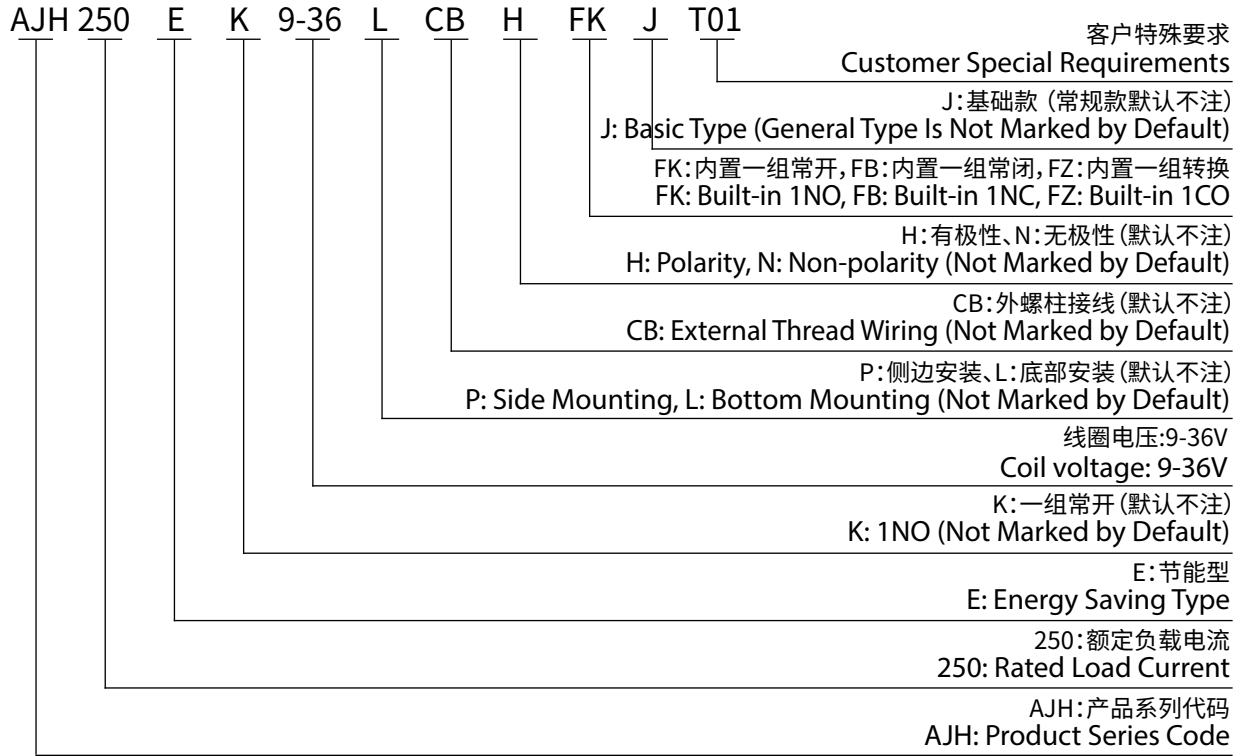 AJH 250 E K 9-36 L CB H FK J T01
客户特殊要求
Customer Special Requirements
J:基础款 (常规款默认不注)
J: Basic Type (General Type Is Not Marked by Default)
FK:内置一组常开,FB:内置一组常闭,FZ:内置一组转换
FK: Built-in 1NO, FB: Built-in 1NC, FZ: Built-in 1CO
H:有极性、N:无极性(默认不注)
H: Polarity, N: Non-polarity (Not Marked by Default)
CB:外螺柱接线(默认不注)
CB: External Thread Wiring (Not Marked by Default)
P:侧边安装、L:底部安装(默认不注)
P: Side Mounting, L: Bottom Mounting (Not Marked by Default)
线圈电压:9-36V
Coil voltage: 9-36V
K:一组常开(默认不注)
K: 1NO (Not Marked by Default)
E:节能型
E: Energy Saving Type
250:额定负载电流
250: Rated Load Current
AJH:产品系列代码
AJH: Product Series Code